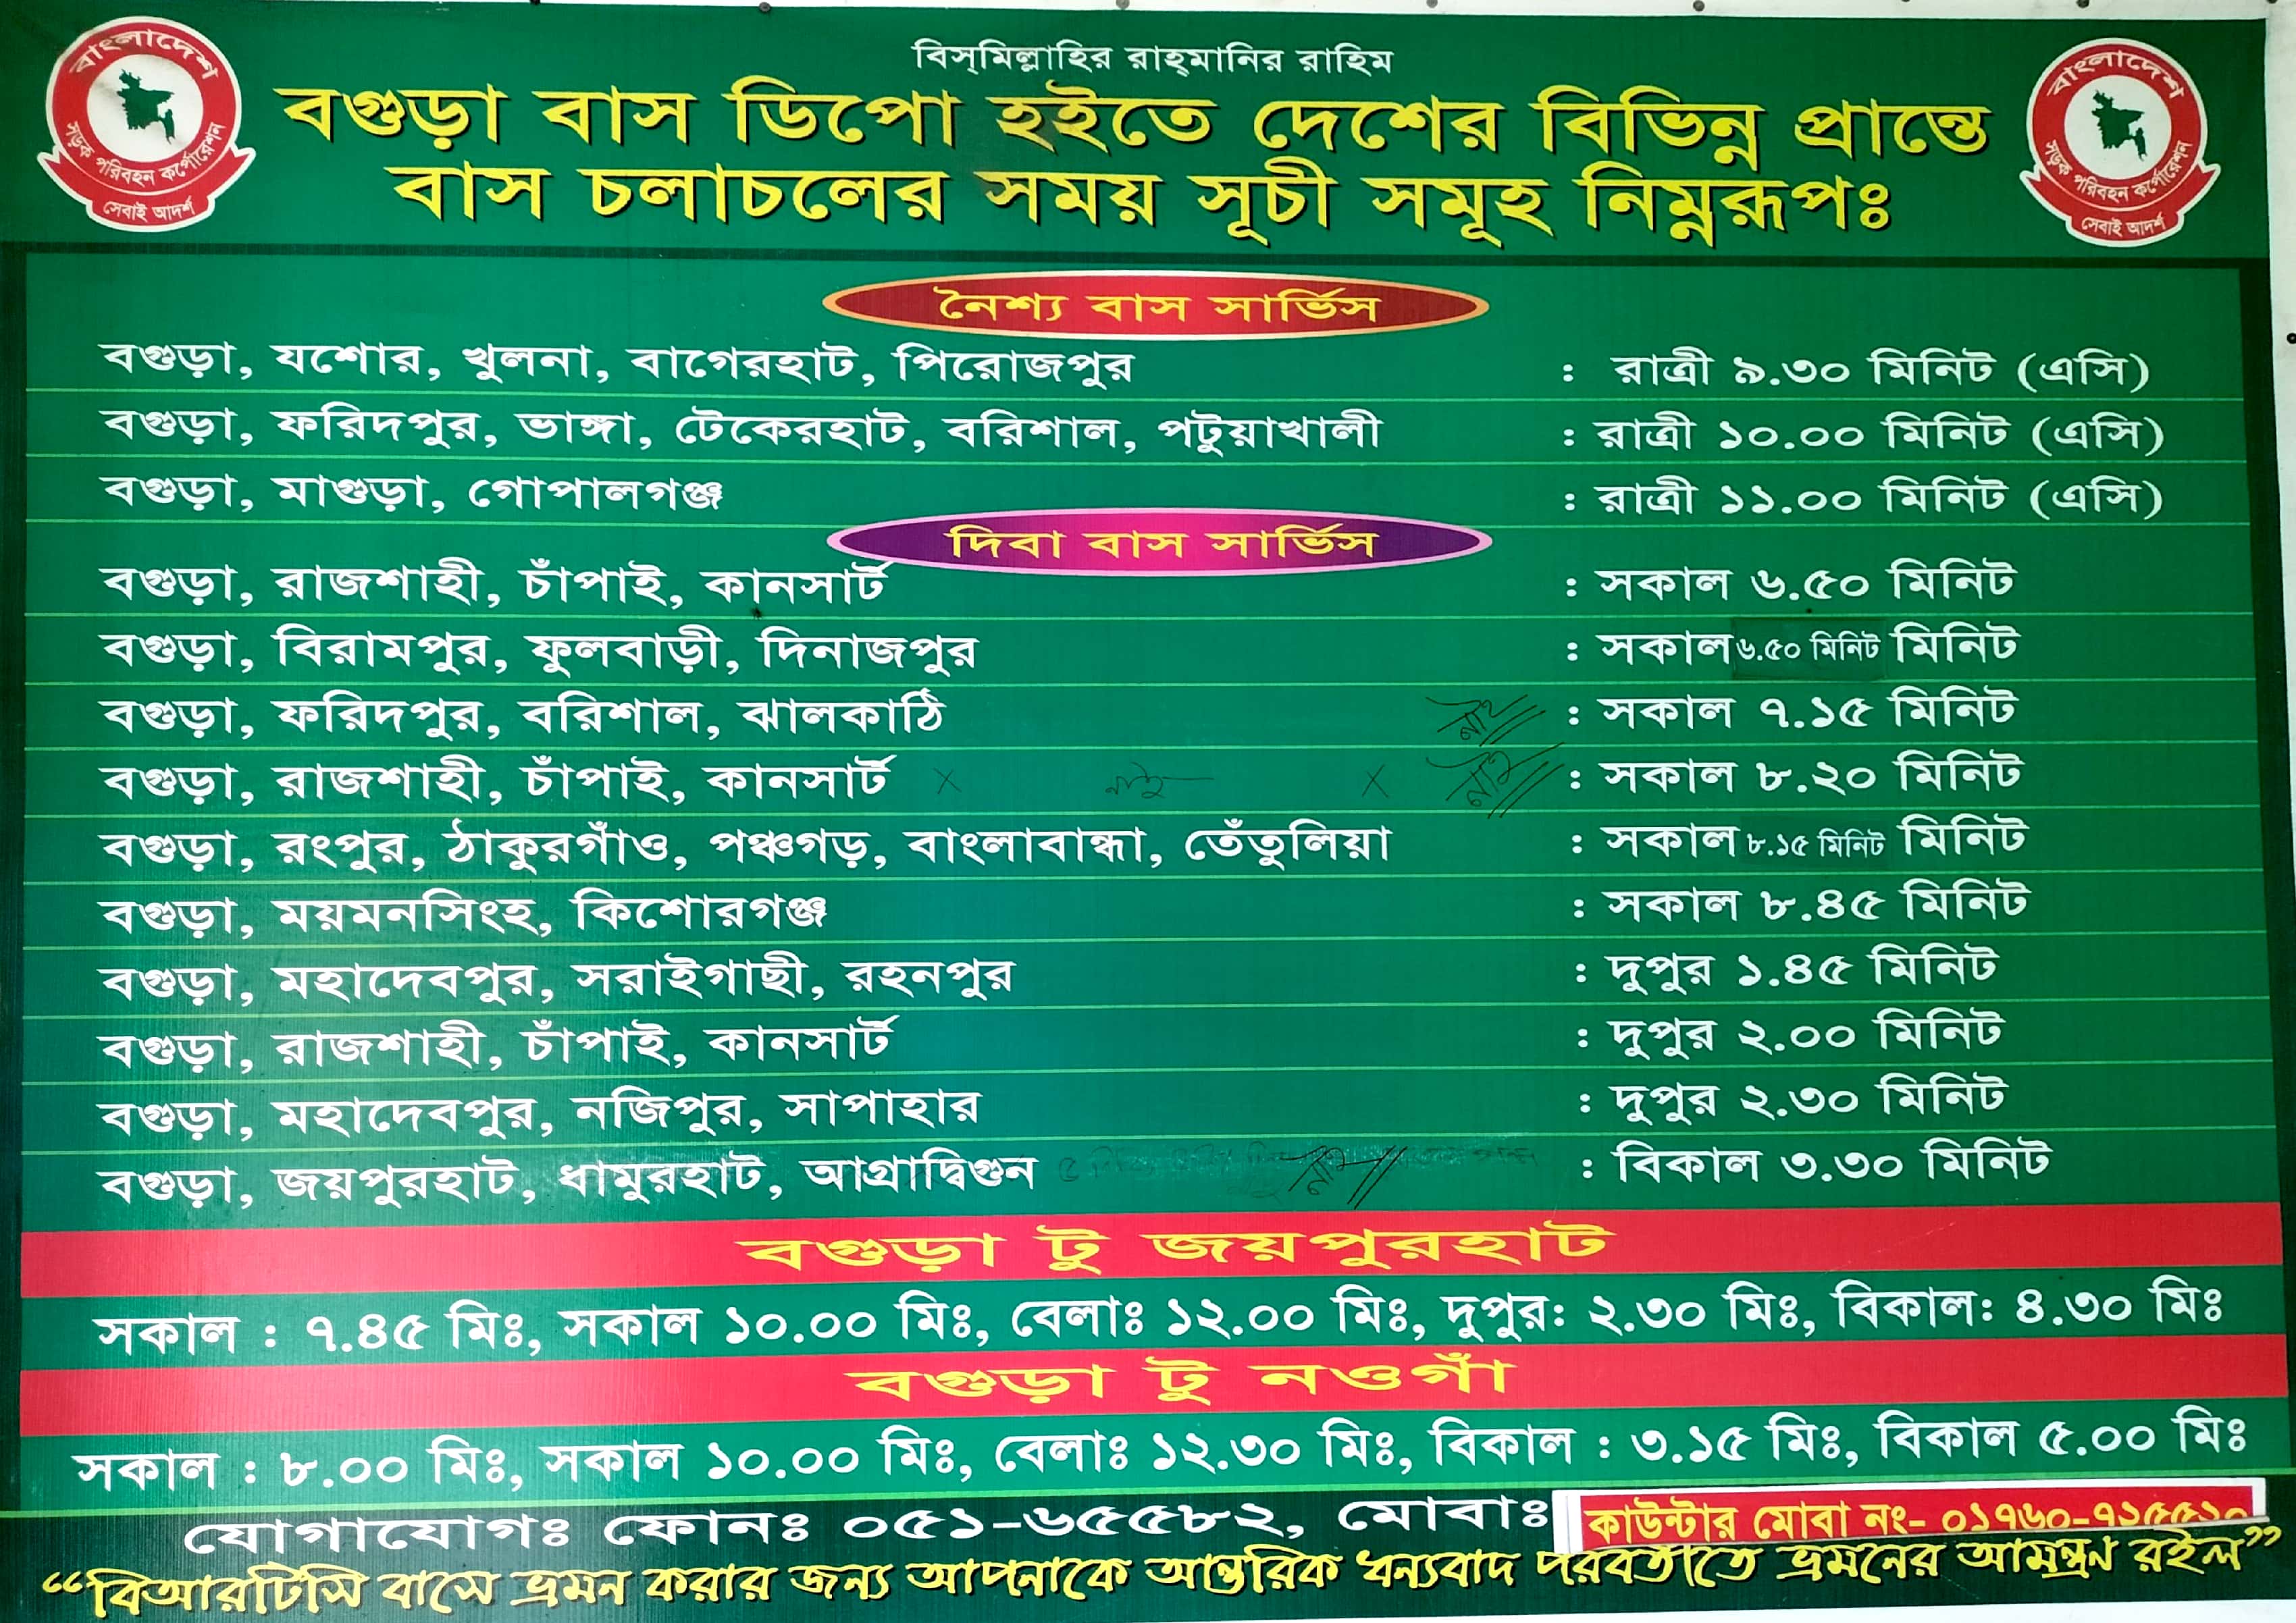 বাংলাদেশ
সড়ক পরিবহন কর্পোরেশন
সেবাই আদর্শ
বিস্‌মিল্লাহির রাহ্‌মানির রাহিম
বগুড়া বাস ডিপো হইতে দেশের বিভিন্ন প্রান্তে
বাস চলাচলের সময় সূচী সমূহ নিম্নরূপঃ
বাংলাদেশ
সড়ক পরিবহন কর্পোরেশন
সেবাই আদর্শ
নৈশ্য বাস সার্ভিস
বগুড়া, যশোর, খুলনা, বাগেরহাট, পিরোজপুর : রাত্রী ৯.৩০ মিনিট (এসি)
বগুড়া, ফরিদপুর, ভাঙ্গা, টেকেরহাট, বরিশাল, পটুয়াখালী : রাত্রী ১০.০০ মিনিট (এসি)
বগুড়া, মাগুড়া, গোপালগঞ্জ : রাত্রী ১১.০০ মিনিট (এসি)
দিবা বাস সার্ভিস
বগুড়া, রাজশাহী, চাঁপাই, কানসার্ট : সকাল ৬.৫০ মিনিট
বগুড়া, বিরামপুর, ফুলবাড়ী, দিনাজপুর : সকাল ৬.৫০ মিনিট মিনিট
বগুড়া, ফরিদপুর, বরিশাল, ঝালকাঠি নাই : সকাল ৭.১৫ মিনিট
বগুড়া, রাজশাহী, চাঁপাই, কানসার্ট x নাই x নাই : সকাল ৮.২০ মিনিট
বগুড়া, রংপুর, ঠাকুরগাঁও, পঞ্চগড়, বাংলাবান্ধা, তেঁতুলিয়া : সকাল ৮.১৫ মিনিট মিনিট
বগুড়া, ময়মনসিংহ, কিশোরগঞ্জ : সকাল ৮.৪৫ মিনিট
বগুড়া, মহাদেবপুর, সরাইগাছী, রহনপুর : দুপুর ১.৪৫ মিনিট
বগুড়া, রাজশাহী, চাঁপাই, কানসার্ট : দুপুর ২.০০ মিনিট
বগুড়া, মহাদেবপুর, নজিপুর, সাপাহার : দুপুর ২.৩০ মিনিট
বগুড়া, জয়পুরহাট, ধামুরহাট, আগ্রাদ্বিগুন নাই : বিকাল ৩.৩০ মিনিট
বগুড়া টু জয়পুরহাট
সকাল : ৭.৪৫ মিঃ, সকাল ১০.০০ মিঃ, বেলাঃ ১২.০০ মিঃ, দুপুর: ২.৩০ মিঃ, বিকাল: ৪.৩০ মিঃ
বগুড়া টু নওগাঁ
সকাল : ৮.০০ মিঃ, সকাল ১০.০০ মিঃ, বেলাঃ ১২.৩০ মিঃ, বিকাল : ৩.১৫ মিঃ, বিকাল ৫.০০ মিঃ
যোগাযোগঃ ফোনঃ ০৫১-৬৫৫৮২, মোবাঃ কাউন্টার মোবা নং- ০১৭৬০-৭২৫৫২০
“বিআরটিসি বাসে ভ্রমন করার জন্য আপনাকে আন্তরিক ধন্যবাদ পরবর্তীতে ভ্রমনের আমন্ত্রন রইল”